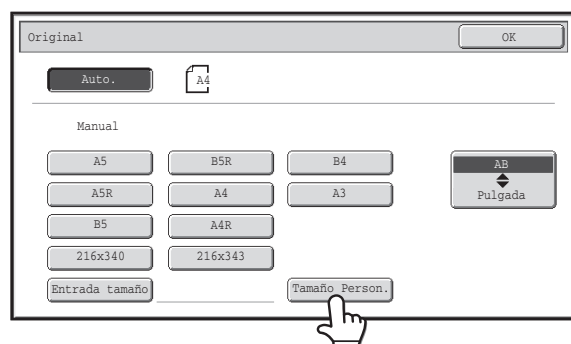 Original OK
Auto. A4
Manual
A5 B5R B4 AB
A5R A4 A3 Pulgada
B5 A4R
216x340 216x343
Entrada tamaño Tamaño Person.